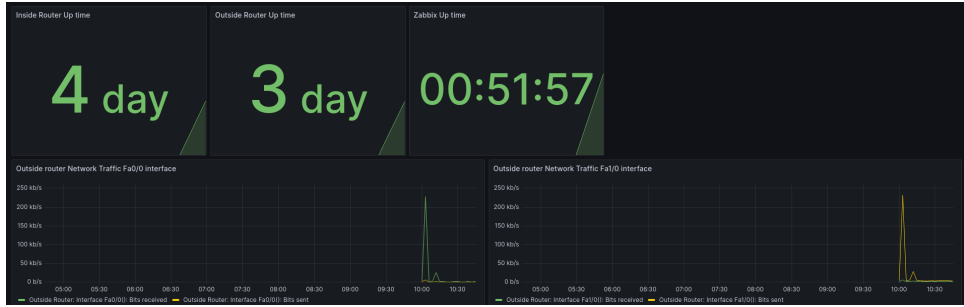 Inside Router Up time
4 day
Outside Router Up time
3 day
Zabbix Up time
00:51:57
Outside router Network Traffic Fa0/0 interface
250 kb/s
200 kb/s
150 kb/s
100 kb/s
50 kb/s
0 b/s
05:00 05:30 06:00 06:30 07:00 07:30 08:00 08:30 09:00 09:30 10:00 10:30
Outside Router: Interface Fa0/0(): Bits received Outside Router: Interface Fa0/0(): Bits sent
Outside router Network Traffic Fa1/0 interface
250 kb/s
200 kb/s
150 kb/s
100 kb/s
50 kb/s
0 b/s
05:00 05:30 06:00 06:30 07:00 07:30 08:00 08:30 09:00 09:30 10:00 10:30
Outside Router: Interface Fa1/0(): Bits received Outside Router: Interface Fa1/0(): Bits sent